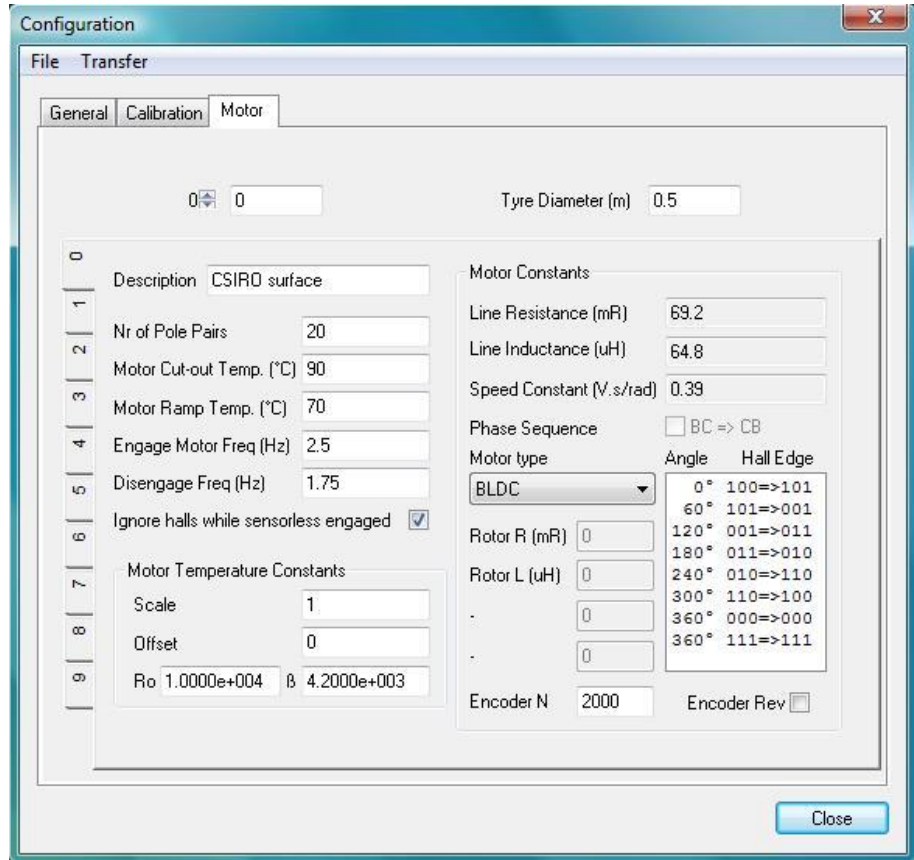 Configuration
File Transfer
General Calibration Motor
0 0 Tyre Diameter (m) 0.5
0
1
2
3
4
5
6
7
8
9
Description CSIRO surface
Nr of Pole Pairs 20
Motor Cut-out Temp. (°C) 90
Motor Ramp Temp. (°C) 70
Engage Motor Freq (Hz) 2.5
Disengage Freq (Hz) 1.75
Ignore halls while sensorless engaged
Motor Temperature Constants
Scale 1
Offset 0
Ro 1.0000e+004 ß 4.2000e+003
Motor Constants
Line Resistance (mR) 69.2
Line Inductance (uH) 64.8
Speed Constant (V.s/rad) 0.39
Phase Sequence BC => CB
Motor type Angle Hall Edge
BLDC
0° 100=>101
60° 101=>001
120° 001=>011
180° 011=>010
240° 010=>110
300° 110=>100
360° 000=>000
360° 111=>111
Rotor R (mR) 0
Rotor L (uH) 0
- 0
- 0
Encoder N 2000 Encoder Rev
Close